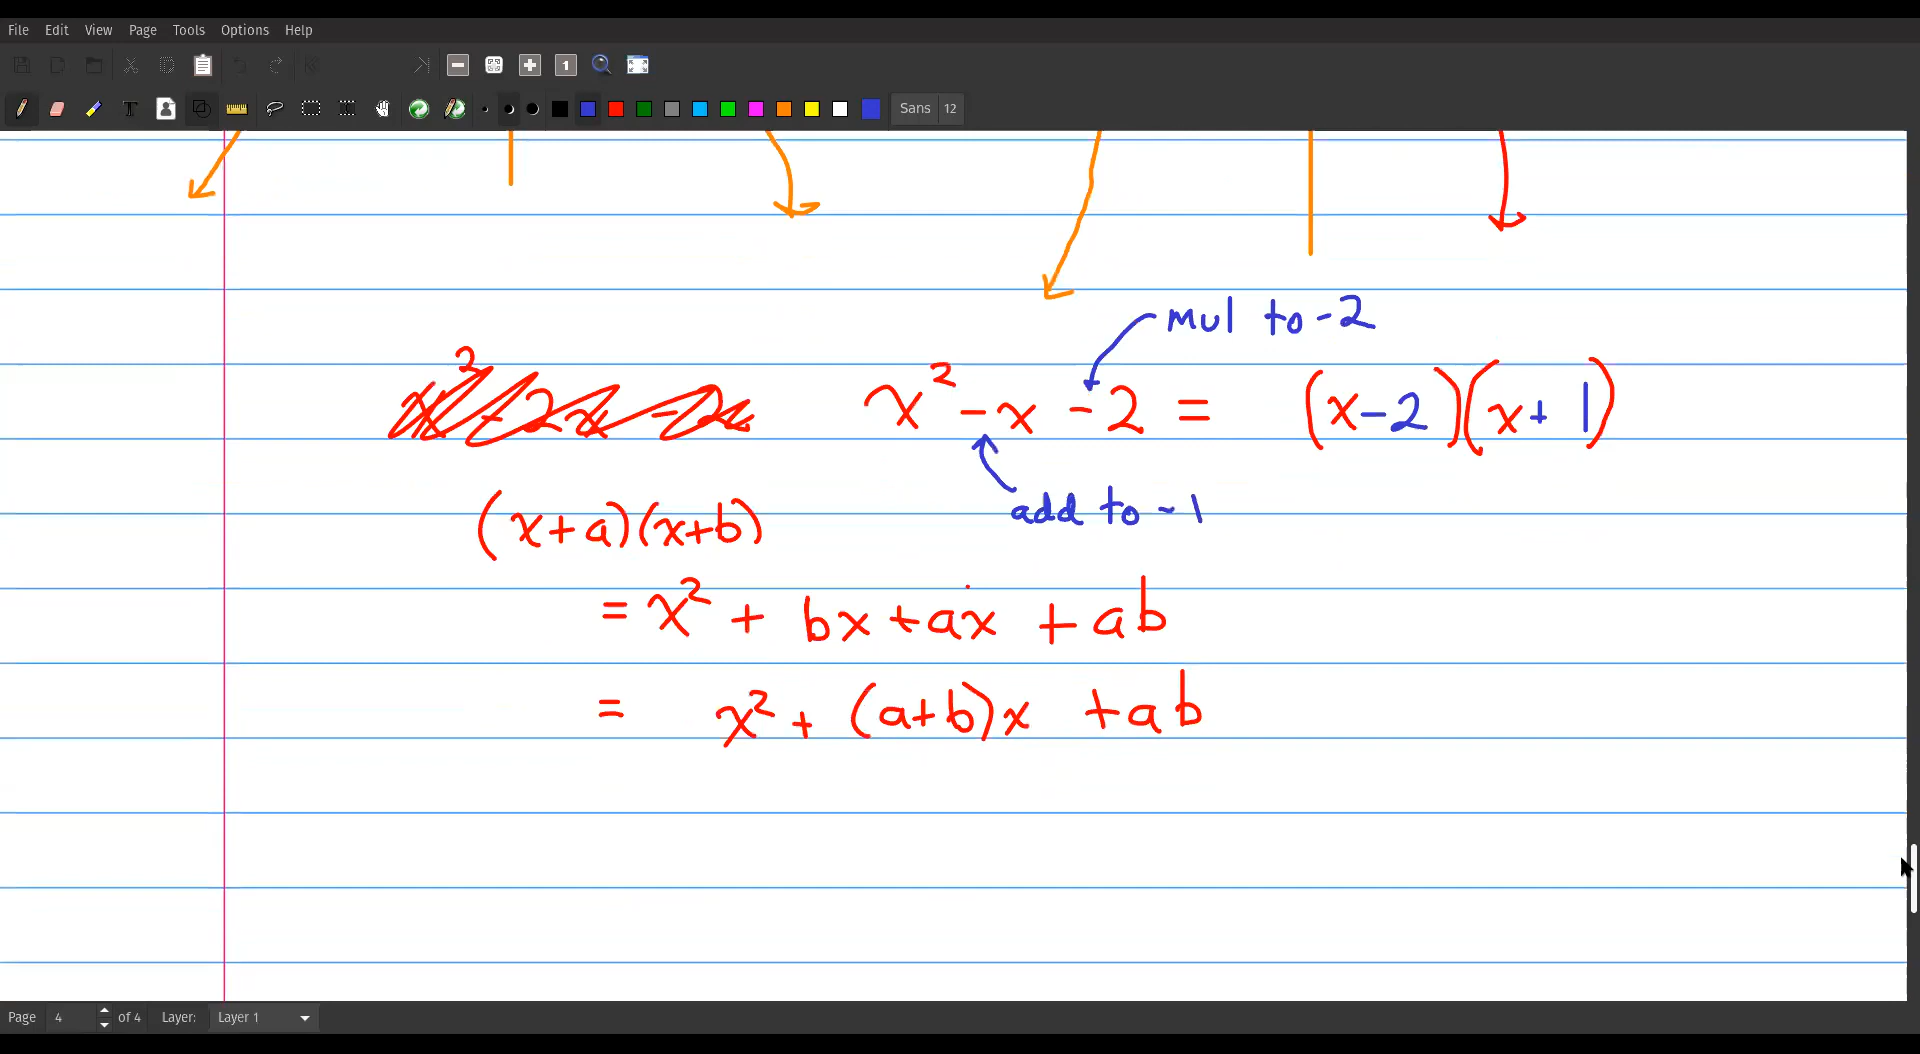 File Edit View Page Tools Options Help
Sans 12
mul to -2
x² - x - 2 = (x-2)(x+1)
add to -1
(x+a)(x+b)
= x² + bx + ax + ab
= x² + (a+b)x + ab
Page 4 of 4 Layer: Layer 1